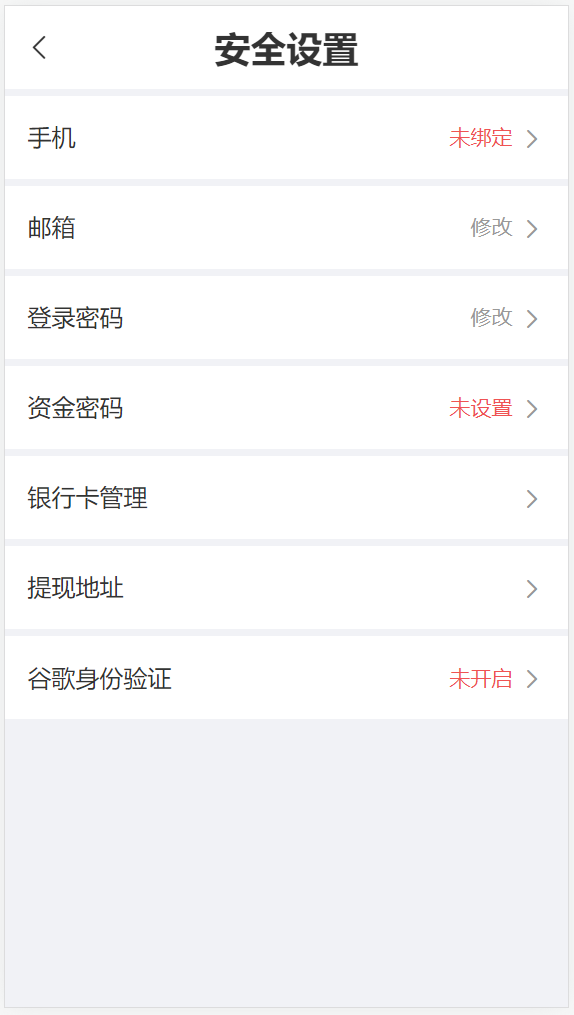 安全设置
手机 未绑定
邮箱 修改
登录密码 修改
资金密码 未设置
银行卡管理
提现地址
谷歌身份验证 未开启